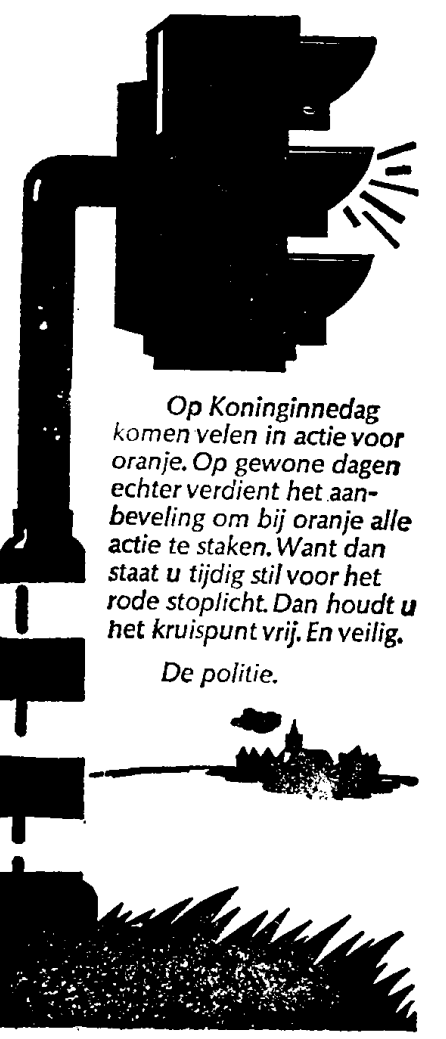 Op Koninginnedag
komen velen in actie voor
oranje. Op gewone dagen
echter verdient het aan-
beveling om bij oranje alle
actie te staken. Want dan
staat u tijdig stil voor het
rode stoplicht. Dan houdt u
het kruispunt vrij. En veilig.
De politie.